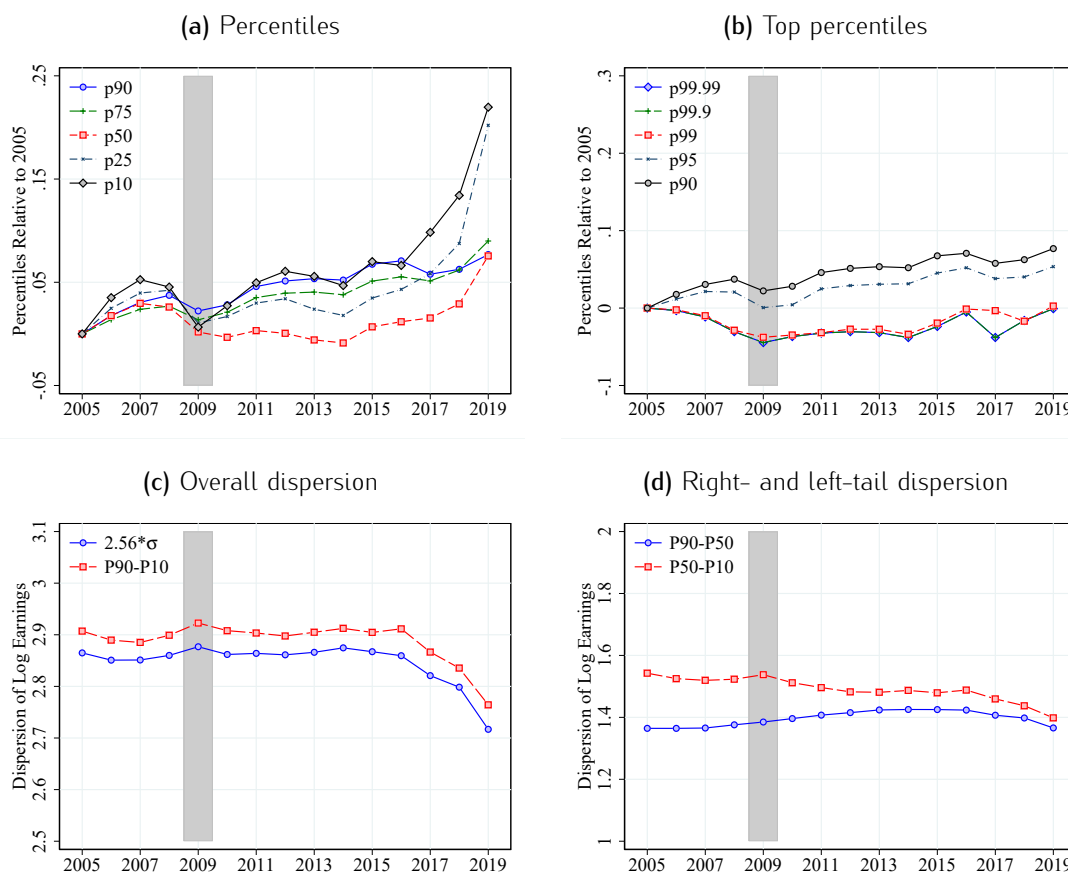 (a) Percentiles
Percentiles Relative to 2005
.25
.15
.05
-.05
p90
p75
p50
p25
p10
2005 2007 2009 2011 2013 2015 2017 2019
(b) Top percentiles
Percentiles Relative to 2005
.3
.2
.1
0
-.1
p99.99
p99.9
p99
p95
p90
2005 2007 2009 2011 2013 2015 2017 2019
(c) Overall dispersion
Dispersion of Log Earnings
3.1
3
2.9
2.8
2.7
2.6
2.5
2.56*σ
P90-P10
2005 2007 2009 2011 2013 2015 2017 2019
(d) Right- and left-tail dispersion
Dispersion of Log Earnings
2
1.8
1.6
1.4
1.2
1
P90-P50
P50-P10
2005 2007 2009 2011 2013 2015 2017 2019